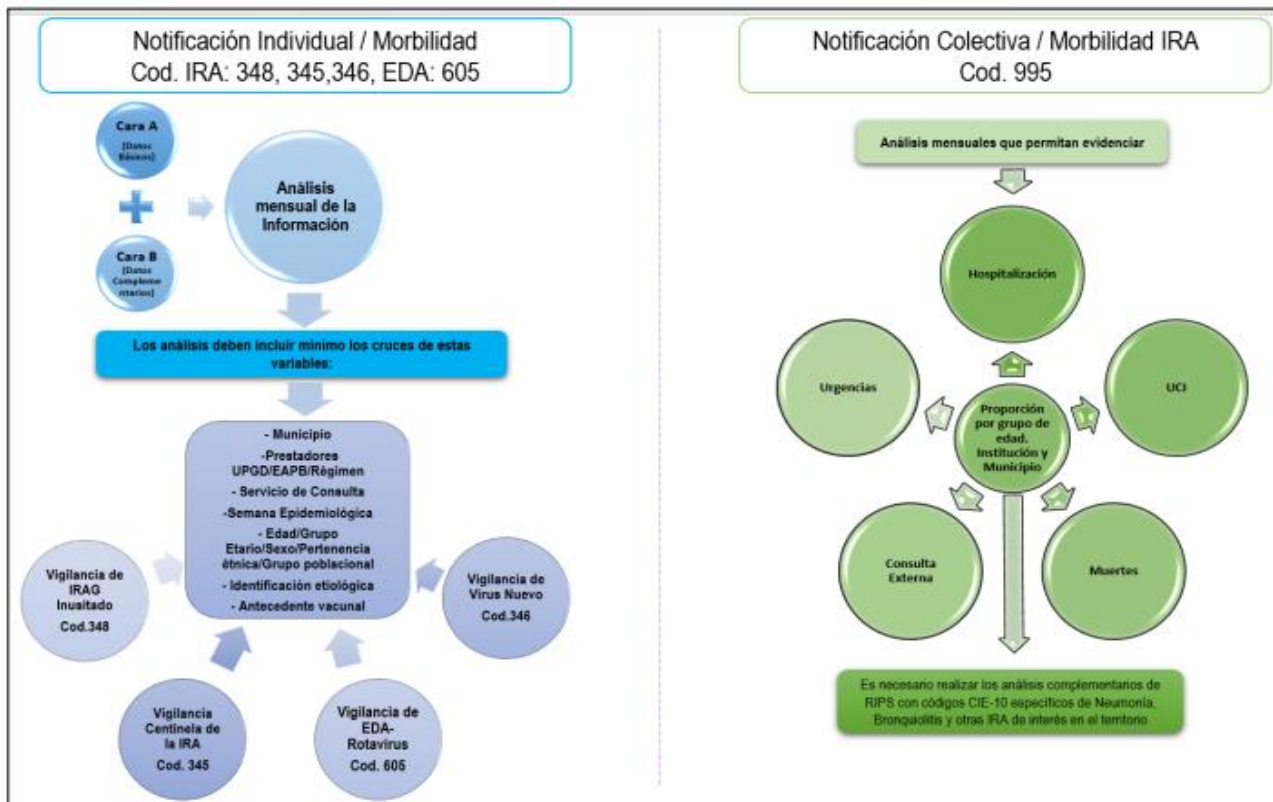 Notificación Individual / Morbilidad
Cod. IRA: 348, 345,346, EDA: 605
Cara A
[Datos
Básicos]
Cara B
[Datos
Compleme
ntarios]
Análisis
mensual de la
Información
Los análisis deben incluir mínimo los cruces de estas
variables:
- Municipio
-Prestadores
UPGD/EAPB/Régimen
- Servicio de Consulta
-Semana Epidemiológica
- Edad/Grupo
Etario/Sexo/Pertenencia
étnica/Grupo poblacional
- Identificación etiológica
- Antecedente vacunal
Vigilancia de
IRAG
Inusitado
Cod.348
Vigilancia
Centinela de
la IRA
Cod. 345
Vigilancia de
EDA-
Rotavirus
Cod. 605
Vigilancia de
Virus Nuevo
Cod.346
Notificación Colectiva / Morbilidad IRA
Cod. 995
Análisis mensuales que permitan evidenciar
Hospitalización
Urgencias
UCI
Proporción
por grupo de
edad.
Institución y
Municipio
Consulta
Externa
Muertes
Es necesario realizar los análisis complementarios de
RIPS con códigos CIE-10 específicos de Neumonía,
Bronquiolitis y otras IRA de interés en el territorio